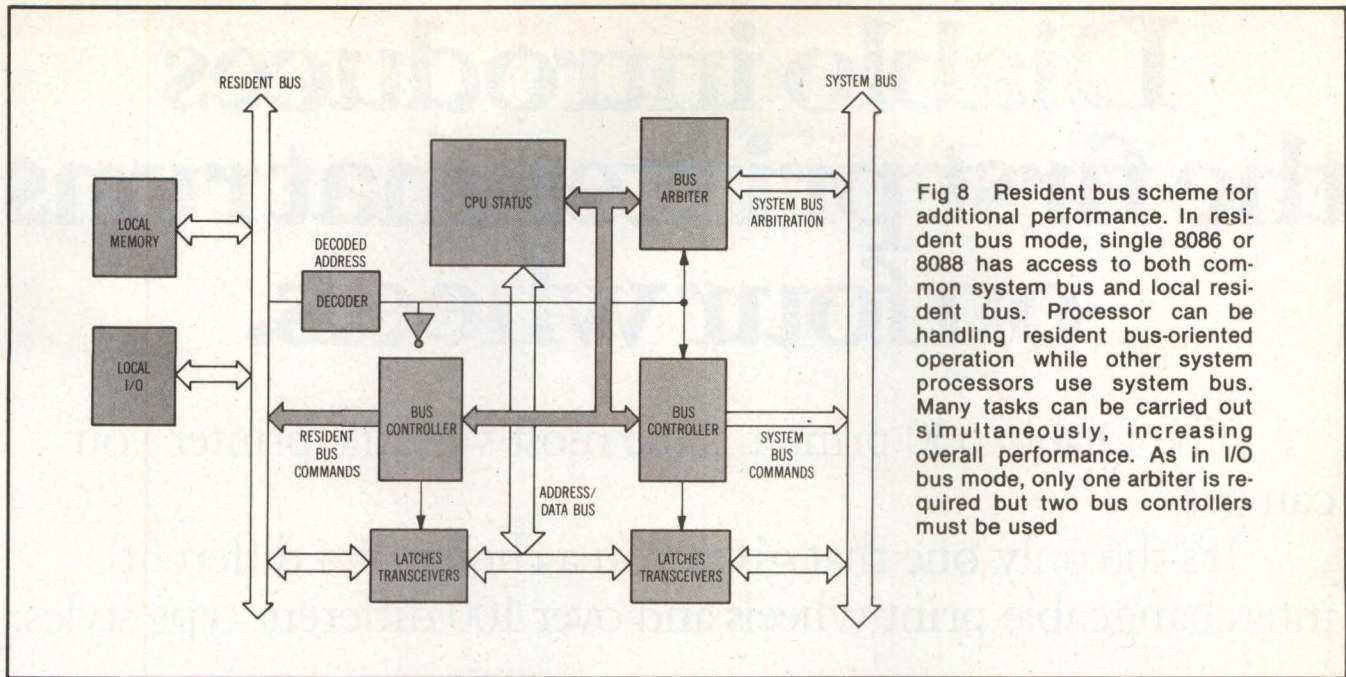 RESIDENT BUS
SYSTEM BUS
LOCAL
MEMORY
LOCAL
I/O
DECODED
ADDRESS
DECODER
CPU STATUS
BUS
ARBITER
SYSTEM BUS
ARBITRATION
BUS
CONTROLLER
BUS
CONTROLLER
RESIDENT
BUS
COMMANDS
SYSTEM
BUS
COMMANDS
ADDRESS/
DATA BUS
LATCHES
TRANSCEIVERS
LATCHES
TRANSCEIVERS
Fig 8 Resident bus scheme for
additional performance. In resi-
dent bus mode, single 8086 or
8088 has access to both com-
mon system bus and local resi-
dent bus. Processor can be
handling resident bus-oriented
operation while other system
processors use system bus.
Many tasks can be carried out
simultaneously, increasing
overall performance. As in I/O
bus mode, only one arbiter is re-
quired but two bus controllers
must be used